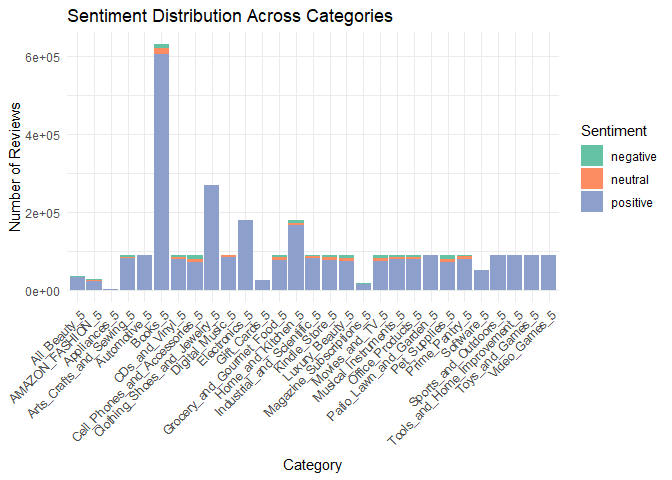 Sentiment Distribution Across Categories
Number of Reviews
6e+05
4e+05
2e+05
0e+00
Sentiment
negative
neutral
positive
All_Beauty_5
AMAZON_FASHION_5
Appliances_5
Arts_Crafts_and_Sewing_5
Automotive_5
Books_5
CDs_and_Vinyl_5
Cell_Phones_and_Accessories_5
Clothing_Shoes_and_Jewelry_5
Digital_Music_5
Electronics_5
Gift_Cards_5
Grocery_and_Gourmet_Food_5
Home_and_Kitchen_5
Industrial_and_Scientific_5
Kindle_Store_5
Luxury_Beauty_5
Magazine_Subscriptions_5
Movies_and_TV_5
Musical_Instruments_5
Office_Products_5
Patio_Lawn_and_Garden_5
Pet_Supplies_5
Prime_Pantry_5
Software_5
Sports_and_Outdoors_5
Tools_and_Home_Improvement_5
Toys_and_Games_5
Video_Games_5
Category